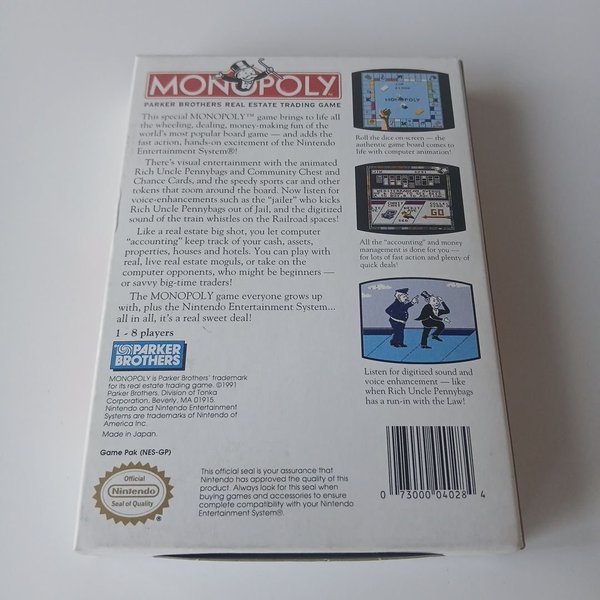 MONOPOLY™
PARKER BROTHERS REAL ESTATE TRADING GAME
This special MONOPOLY™ game brings to life all
the wheeling, dealing, money-making fun of the
world's most popular board game — and adds the
fast action, hands-on excitement of the Nintendo
Entertainment System®!
There's visual entertainment with the animated
Rich Uncle Pennybags and Community Chest and
Chance Cards, and the speedy sports car and other
tokens that zoom around the board. Now listen for
voice-enhancements such as the "jailer" who kicks
Rich Uncle Pennybags out of Jail, and the digitized
sound of the train whistles on the Railroad spaces!
Like a real estate big shot, you let computer
"accounting" keep track of your cash, assets,
properties, houses and hotels. You can play with
real, live real estate moguls, or take on the
computer opponents, who might be beginners —
or savvy big-time traders!
The MONOPOLY game everyone grows up
with, plus the Nintendo Entertainment System...
all in all, it's a real sweet deal!
1 - 8 players
PARKER
BROTHERS
MONOPOLY is Parker Brothers' trademark
for its real estate trading game. ©1991
Parker Brothers, Division of Tonka
Corporation, Beverly, MA 01915.
Nintendo and Nintendo Entertainment
Systems are trademarks of Nintendo of
America Inc.
Made in Japan.
Game Pak (NES-GP)
Official
Nintendo
Seal of Quality
This official seal is your assurance that
Nintendo has approved the quality of this
product. Always look for this seal when
buying games and accessories to ensure
complete compatibility with your Nintendo
Entertainment System®.
MONOPOLY
Roll the dice on-screen — the
authentic game board comes to
life with computer animation!
GO
All the "accounting" and money
management is done for you —
for lots of fast action and plenty of
quick deals!
Listen for digitized sound and
voice enhancement — like
when Rich Uncle Pennybags
has a run-in with the Law!
0 73000 04028 4